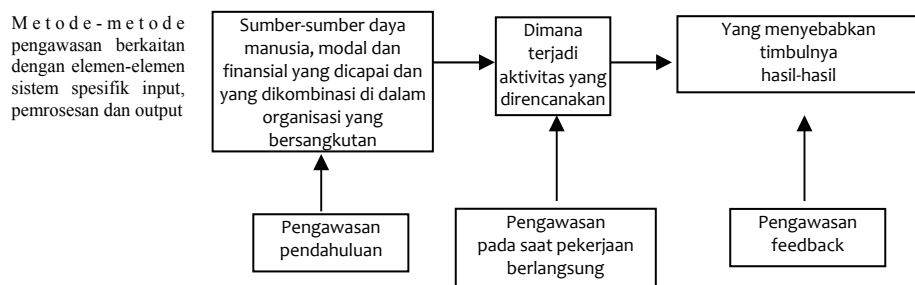 Metode-metode
pengawasan berkaitan
dengan elemen-elemen
sistem spesifik input,
pemrosesan dan output
Sumber-sumber daya
manusia, modal dan
finansial yang dicapai dan
yang dikombinasi di dalam
organisasi yang
bersangkutan
Dimana
terjadi
aktivitas yang
direncanakan
Yang menyebabkan
timbulnya
hasil-hasil
Pengawasan
pendahuluan
Pengawasan
pada saat pekerjaan
berlangsung
Pengawasan
feedback